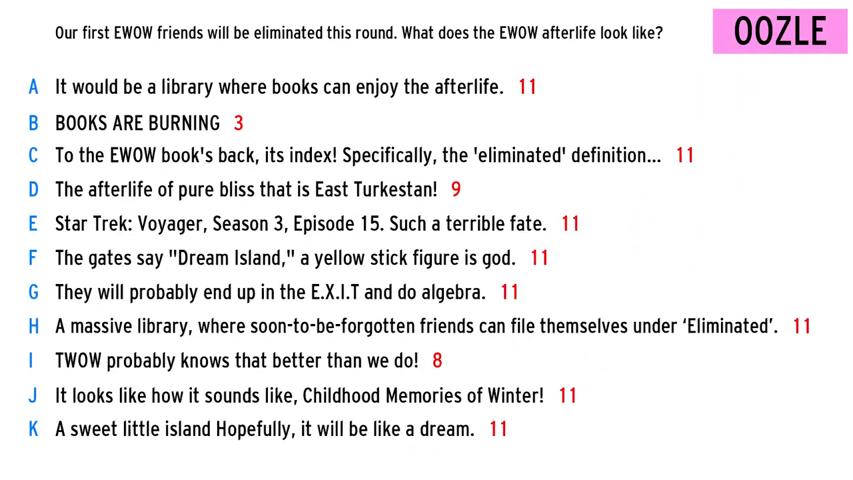 Our first EWOW friends will be eliminated this round. What does the EWOW afterlife look like?
OOZLE
A It would be a library where books can enjoy the afterlife. 11
B BOOKS ARE BURNING 3
C To the EWOW book's back, its index! Specifically, the 'eliminated' definition... 11
D The afterlife of pure bliss that is East Turkestan! 9
E Star Trek: Voyager, Season 3, Episode 15. Such a terrible fate. 11
F The gates say "Dream Island," a yellow stick figure is god. 11
G They will probably end up in the E.X.I.T and do algebra. 11
H A massive library, where soon-to-be-forgotten friends can file themselves under ‘Eliminated’. 11
I TWOW probably knows that better than we do! 8
J It looks like how it sounds like, Childhood Memories of Winter! 11
K A sweet little island Hopefully, it will be like a dream. 11